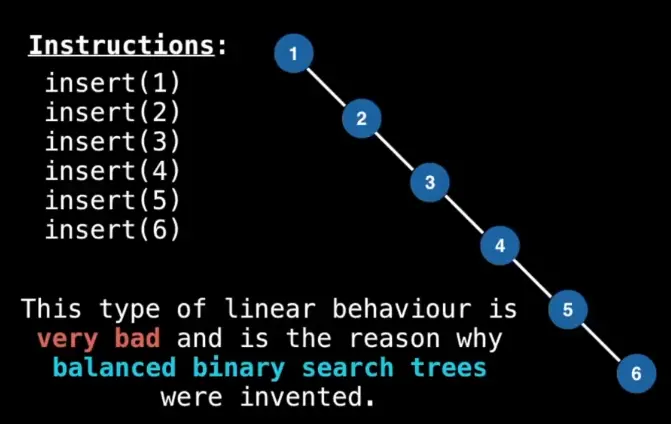 Instructions:
insert(1)
insert(2)
insert(3)
insert(4)
insert(5)
insert(6)
1
2
3
4
5
6
This type of linear behaviour is
very bad and is the reason why
balanced binary search trees
were invented.